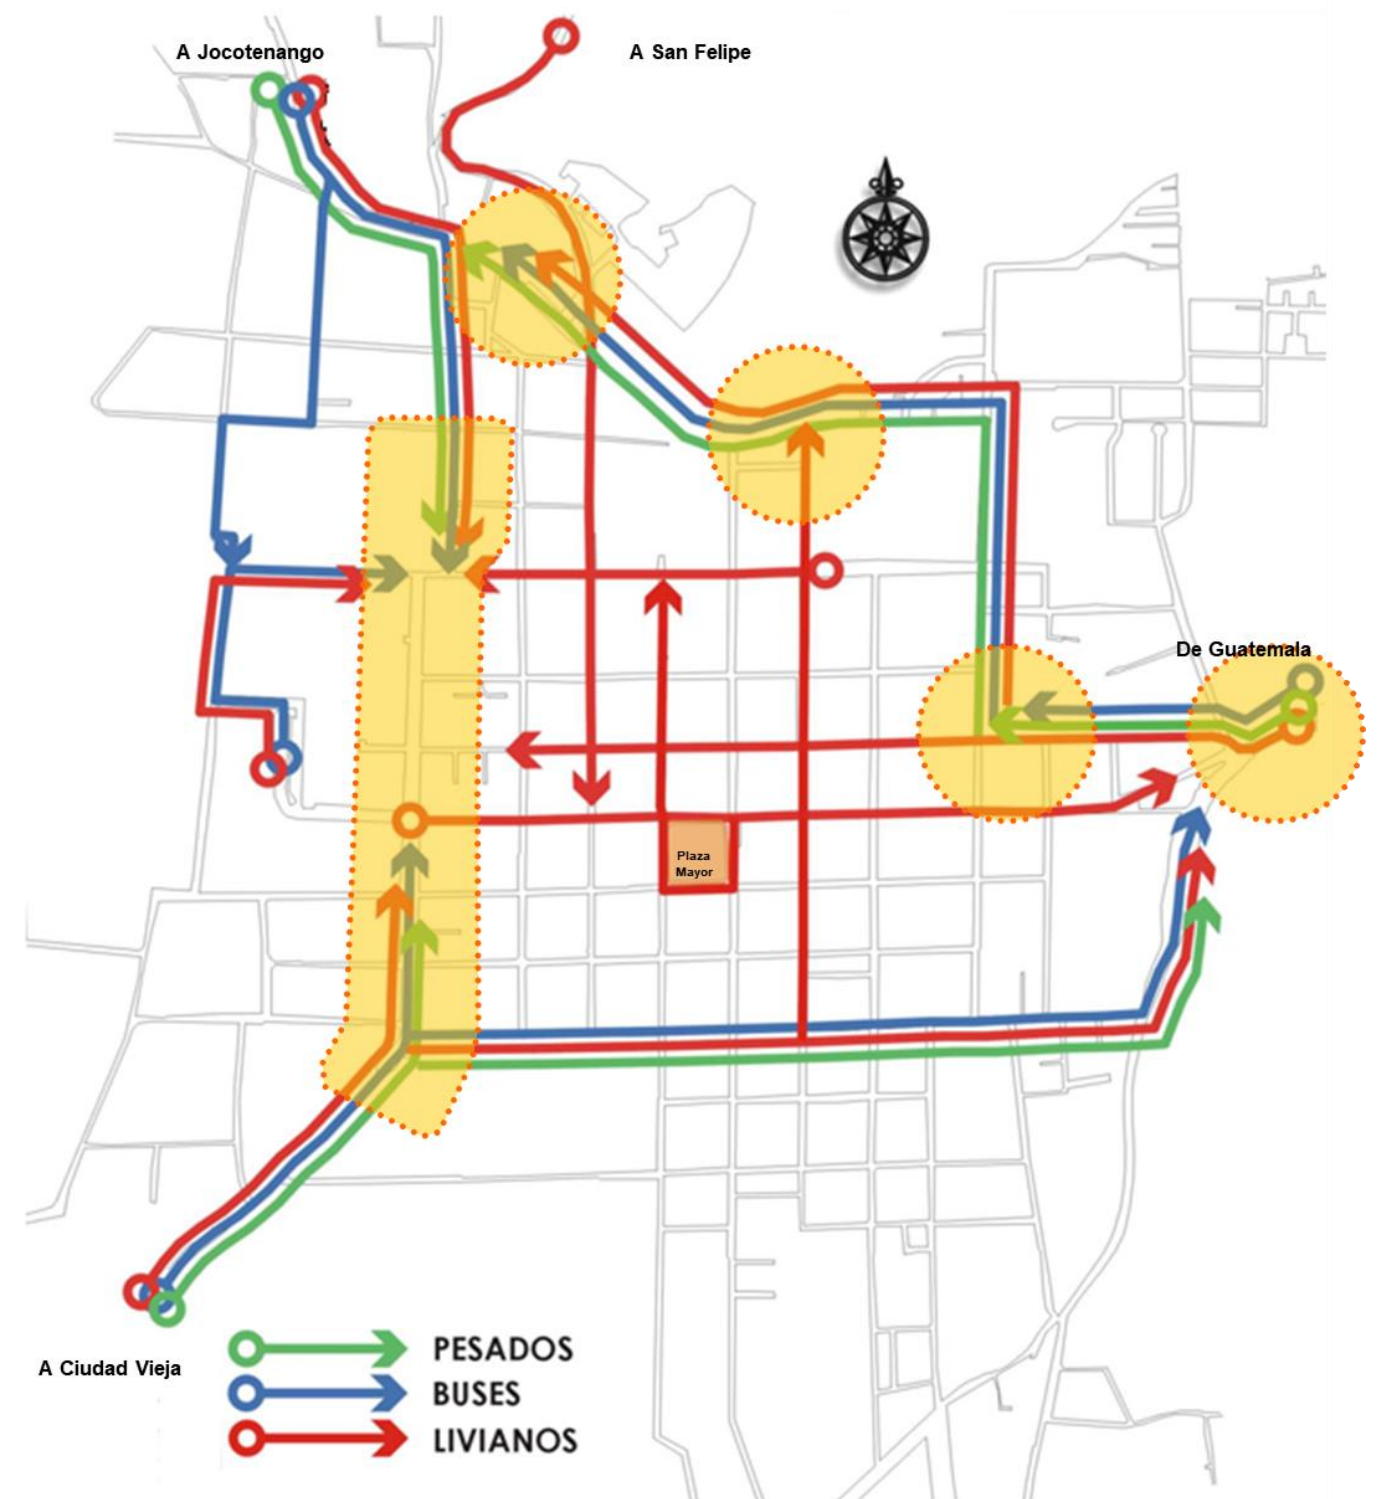 A Jocotenango
A San Felipe
De Guatemala
Plaza
Mayor
A Ciudad Vieja
PESADOS
BUSES
LIVIANOS